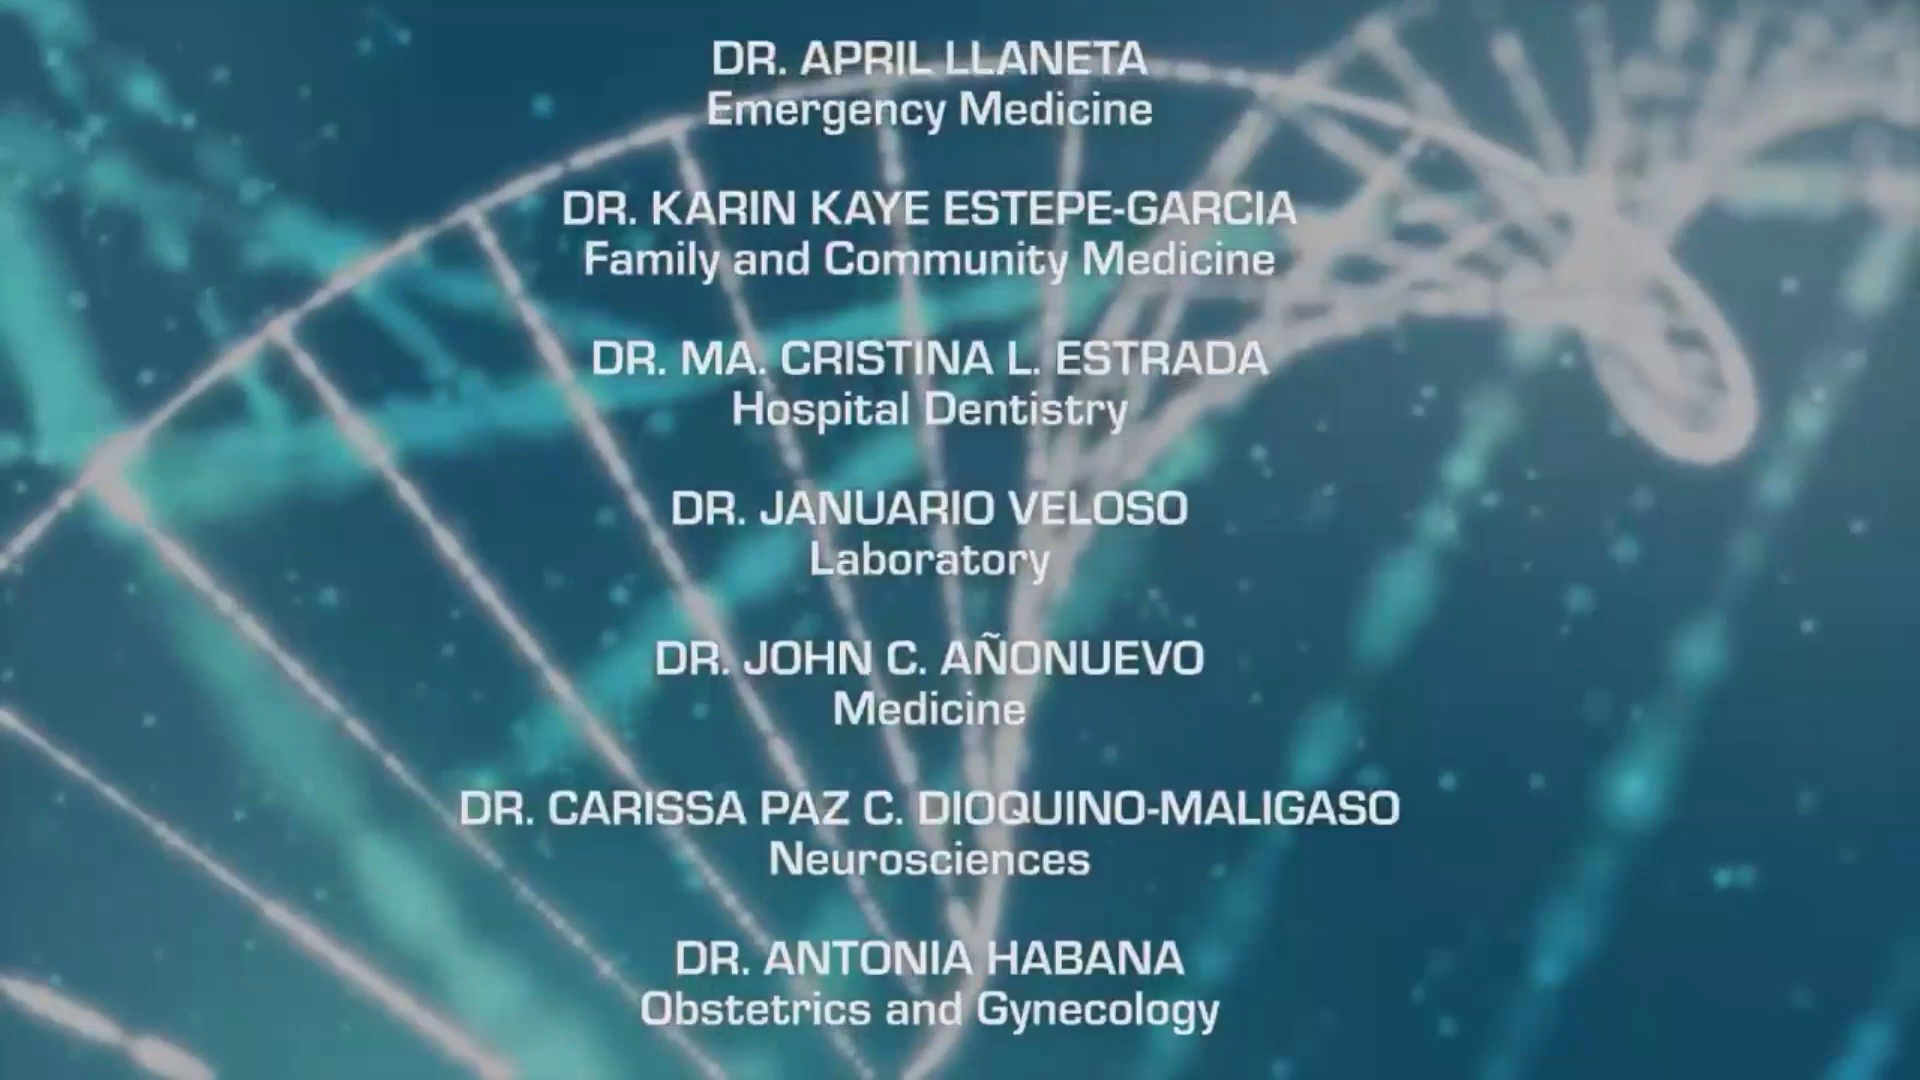 DR. APRIL LLANETA
Emergency Medicine
DR. KARIN KAYE ESTEPE-GARCIA
Family and Community Medicine
DR. MA. CRISTINA L. ESTRADA
Hospital Dentistry
DR. JANUARIO VELOSO
Laboratory
DR. JOHN C. AÑONUEVO
Medicine
DR. CARISSA PAZ C. DIOQUINO-MALIGASO
Neurosciences
DR. ANTONIA HABANA
Obstetrics and Gynecology